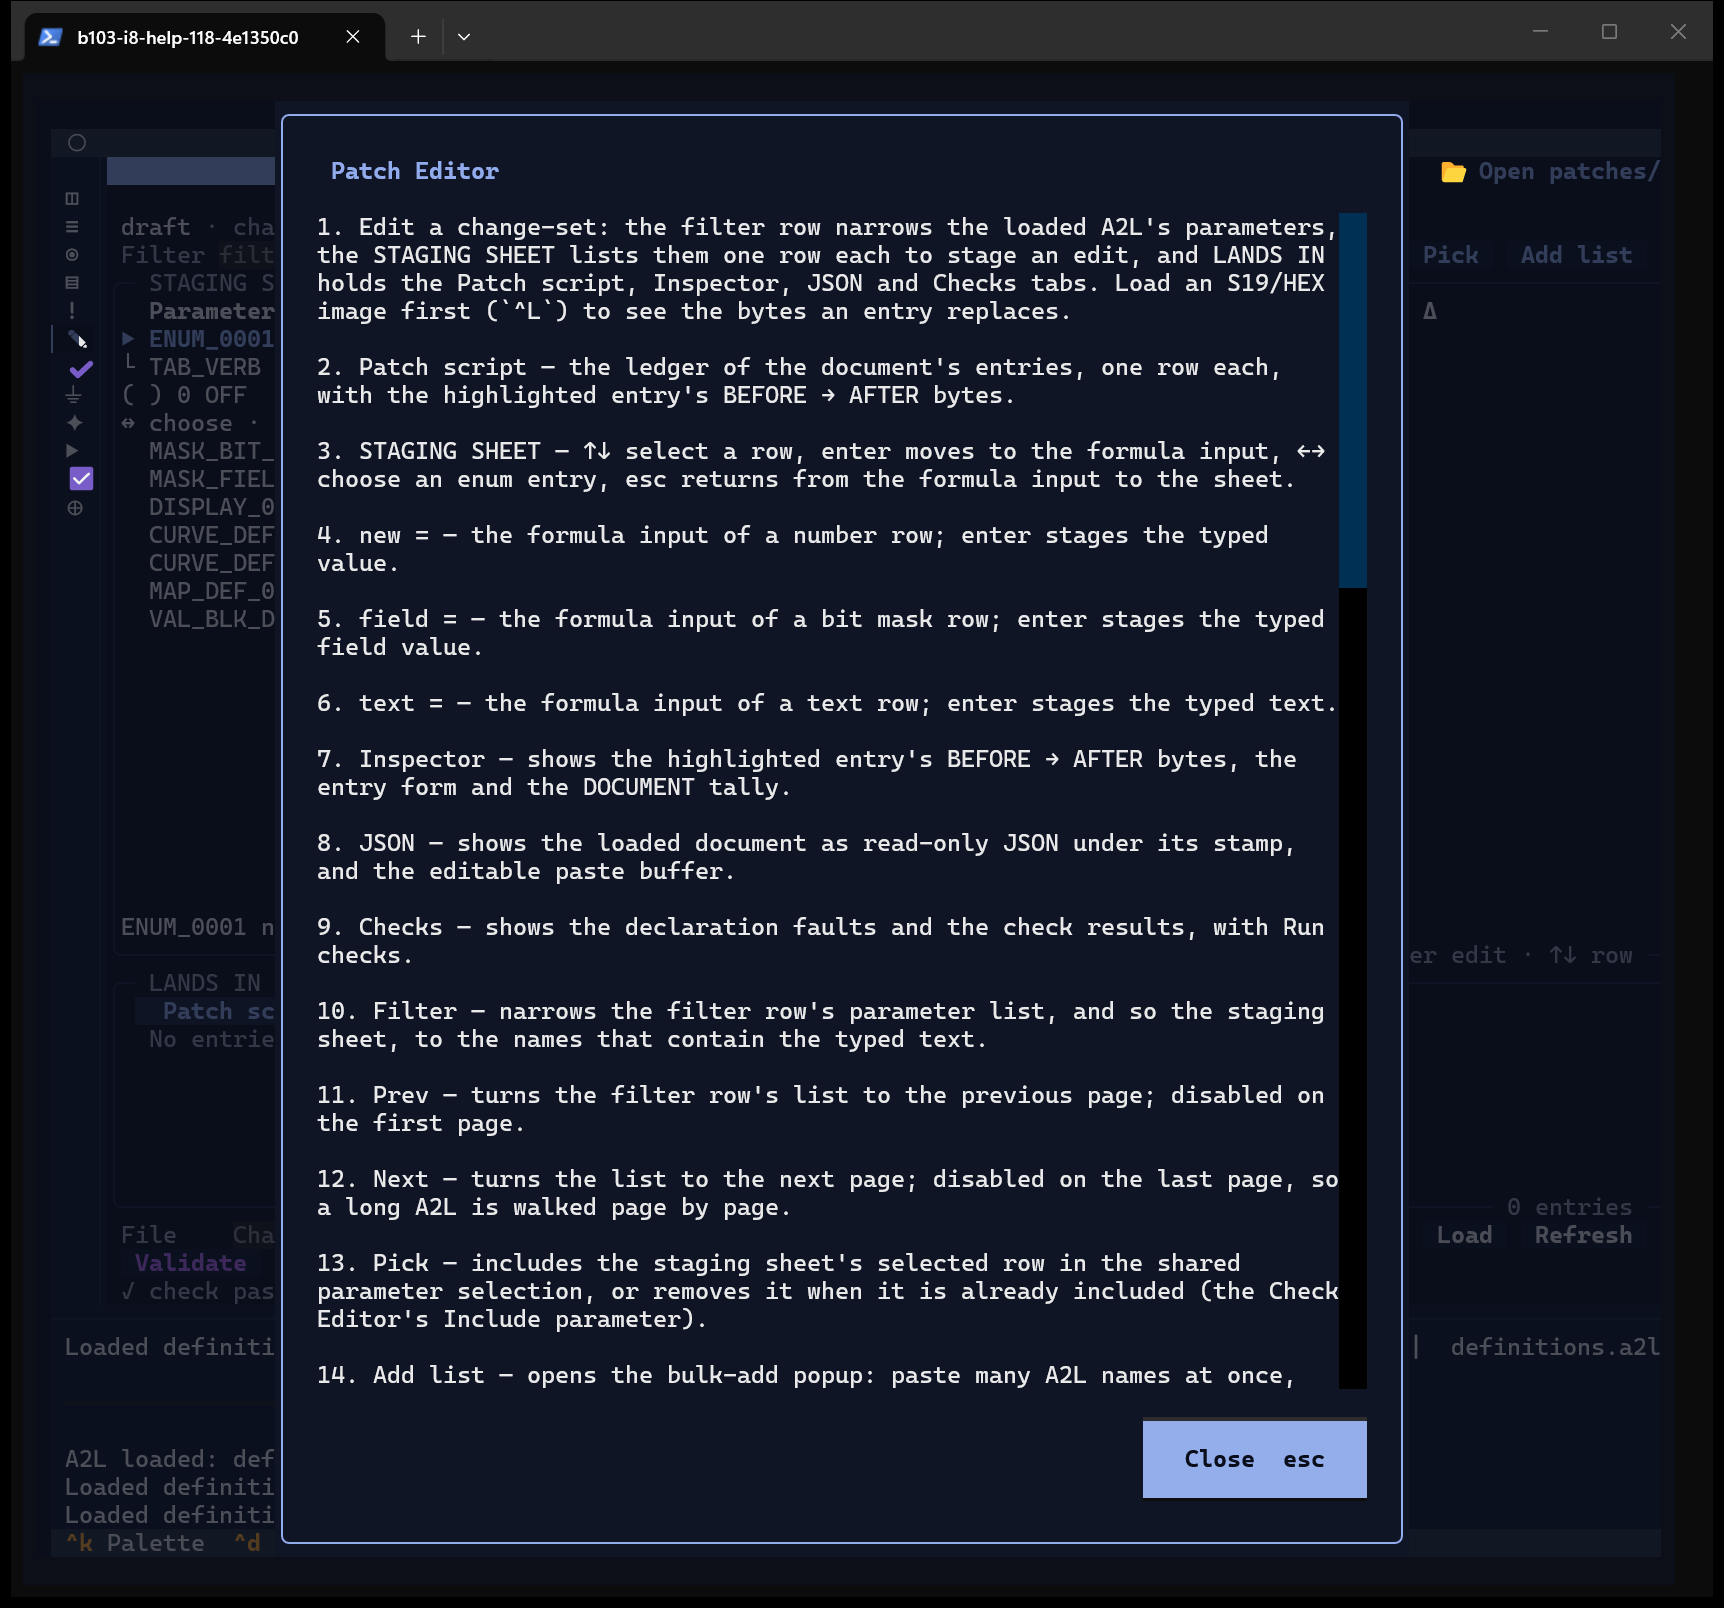 b103-i8-help-118-4e1350c0
Patch Editor
Open patches/
draft · cha
Filter filt
Pick Add list
STAGING S
Parameter
Δ
ENUM_0001
TAB_VERB
( ) 0 OFF
↔ choose ·
MASK_BIT_
MASK_FIEL
DISPLAY_0
CURVE_DEF
CURVE_DEF
MAP_DEF_0
VAL_BLK_D
1. Edit a change-set: the filter row narrows the loaded A2L's parameters,
the STAGING SHEET lists them one row each to stage an edit, and LANDS IN
holds the Patch script, Inspector, JSON and Checks tabs. Load an S19/HEX
image first (`^L`) to see the bytes an entry replaces.
2. Patch script — the ledger of the document's entries, one row each,
with the highlighted entry's BEFORE → AFTER bytes.
3. STAGING SHEET — ↑↓ select a row, enter moves to the formula input, ←→
choose an enum entry, esc returns from the formula input to the sheet.
4. new = — the formula input of a number row; enter stages the typed
value.
5. field = — the formula input of a bit mask row; enter stages the typed
field value.
6. text = — the formula input of a text row; enter stages the typed text.
7. Inspector — shows the highlighted entry's BEFORE → AFTER bytes, the
entry form and the DOCUMENT tally.
8. JSON — shows the loaded document as read-only JSON under its stamp,
and the editable paste buffer.
9. Checks — shows the declaration faults and the check results, with Run
checks.
10. Filter — narrows the filter row's parameter list, and so the staging
sheet, to the names that contain the typed text.
11. Prev — turns the filter row's list to the previous page; disabled on
the first page.
12. Next — turns the list to the next page; disabled on the last page, so
a long A2L is walked page by page.
13. Pick — includes the staging sheet's selected row in the shared
parameter selection, or removes it when it is already included (the Check
Editor's Include parameter).
14. Add list — opens the bulk-add popup: paste many A2L names at once,
Close esc
ENUM_0001 n
er edit · ↑↓ row
LANDS IN
Patch sc
No entrie
0 entries
File Cha
Load Refresh
Validate
√ check pas
Loaded definiti
definitions.a2l
A2L loaded: def
Loaded definiti
Loaded definiti
^k Palette ^d